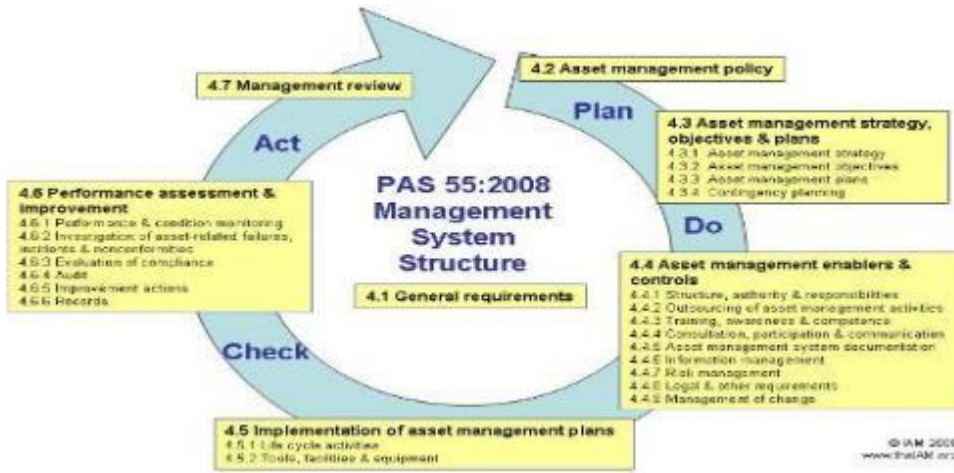 4.7 Management review
4.2 Asset management policy
Plan
Act
4.3 Asset management strategy,
objectives & plans
4.3.1 Asset management strategy
4.3.2 Asset management objectives
4.3.3 Asset management plans
4.3.4 Contingency planning
PAS 55:2008
Management
System
Structure
4.1 General requirements
4.6 Performance assessment &
improvement
4.6.1 Performance & condition monitoring
4.6.2 Investigation of asset-related failures,
incidents & nonconformities
4.6.3 Evaluation of compliance
4.6.4 Audit
4.6.5 Improvement actions
4.6.6 Records
Do
4.4 Asset management enablers &
controls
4.4.1 Structure, authority & responsibilities
4.4.2 Outsourcing of asset management activities
4.4.3 Training, awareness & competence
4.4.4 Consultation, participation & communication
4.4.5 Asset management system documentation
4.4.6 Information management
4.4.7 Risk management
4.4.8 Legal & other requirements
4.4.9 Management of change
Check
4.5 Implementation of asset management plans
4.5.1 Life cycle activities
4.5.2 Tools, facilities & equipment
© IAM 2008